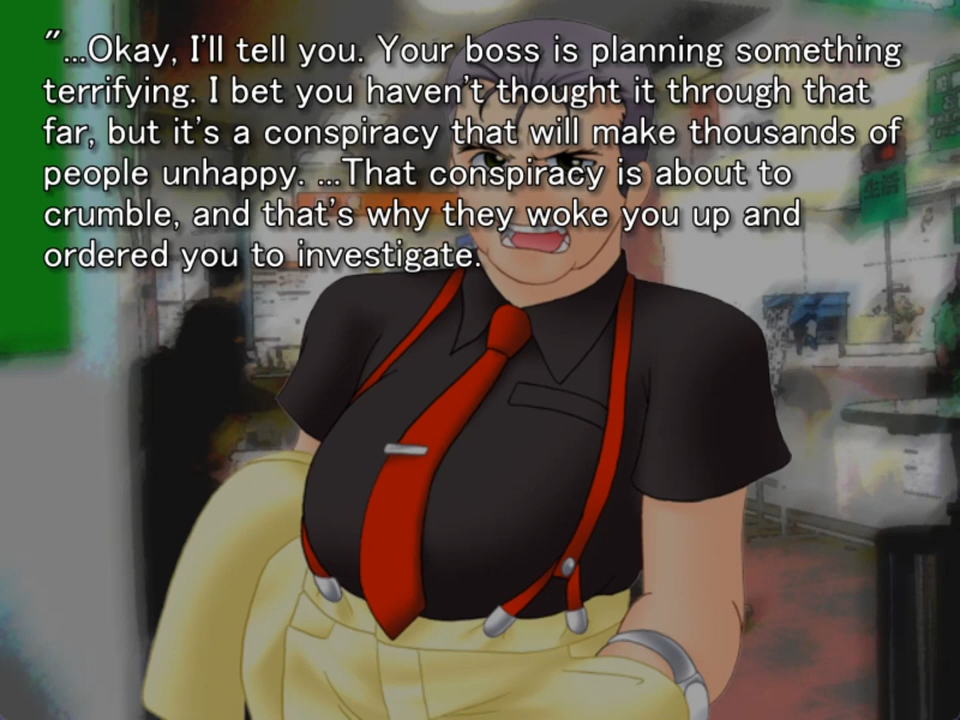 "...Okay, I'll tell you. Your boss is planning something
terrifying. I bet you haven't thought it through that
far, but it's a conspiracy that will make thousands of
people unhappy. ...That conspiracy is about to
crumble, and that's why they woke you up and
ordered you to investigate.
生活